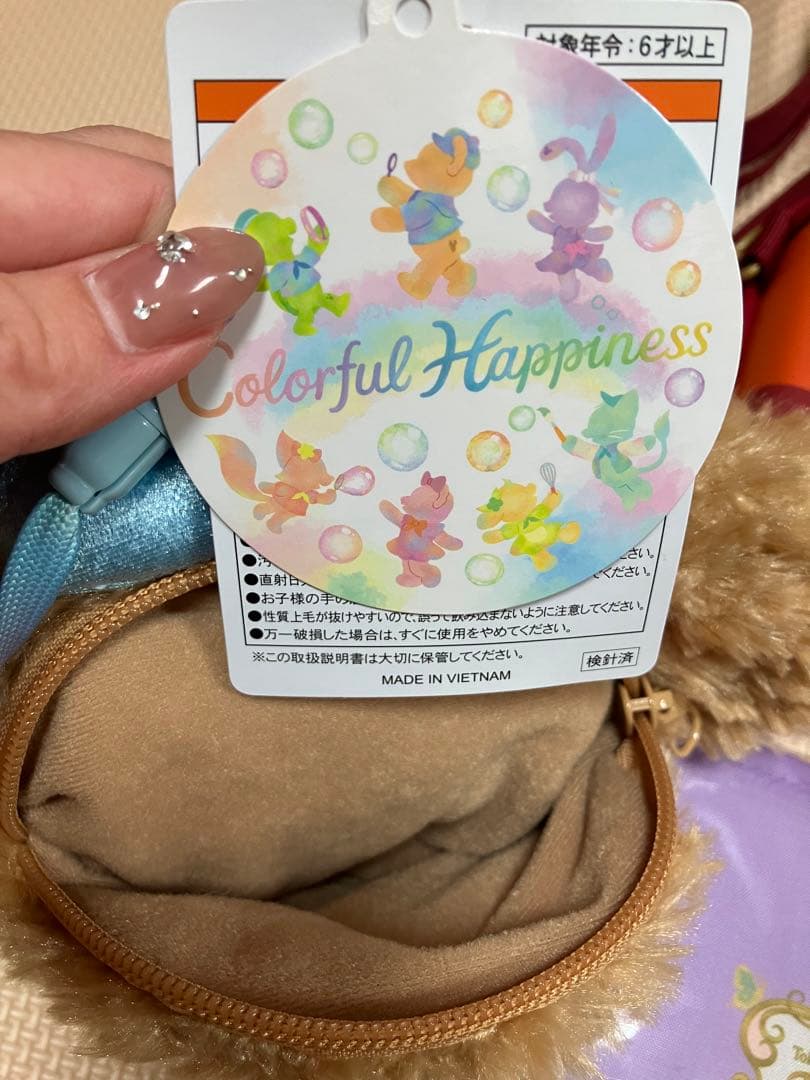 対象年令：6才以上
Colorful Happiness
ください。
●直射日
てください。
●お子様の手の
●性質上毛が抜けやすいので、誤って飲み込まないように注意してください。
●万一破損した場合は、すぐに使用をやめてください。
※この取扱説明書は大切に保管してください。
検針済
MADE IN VIETNAM